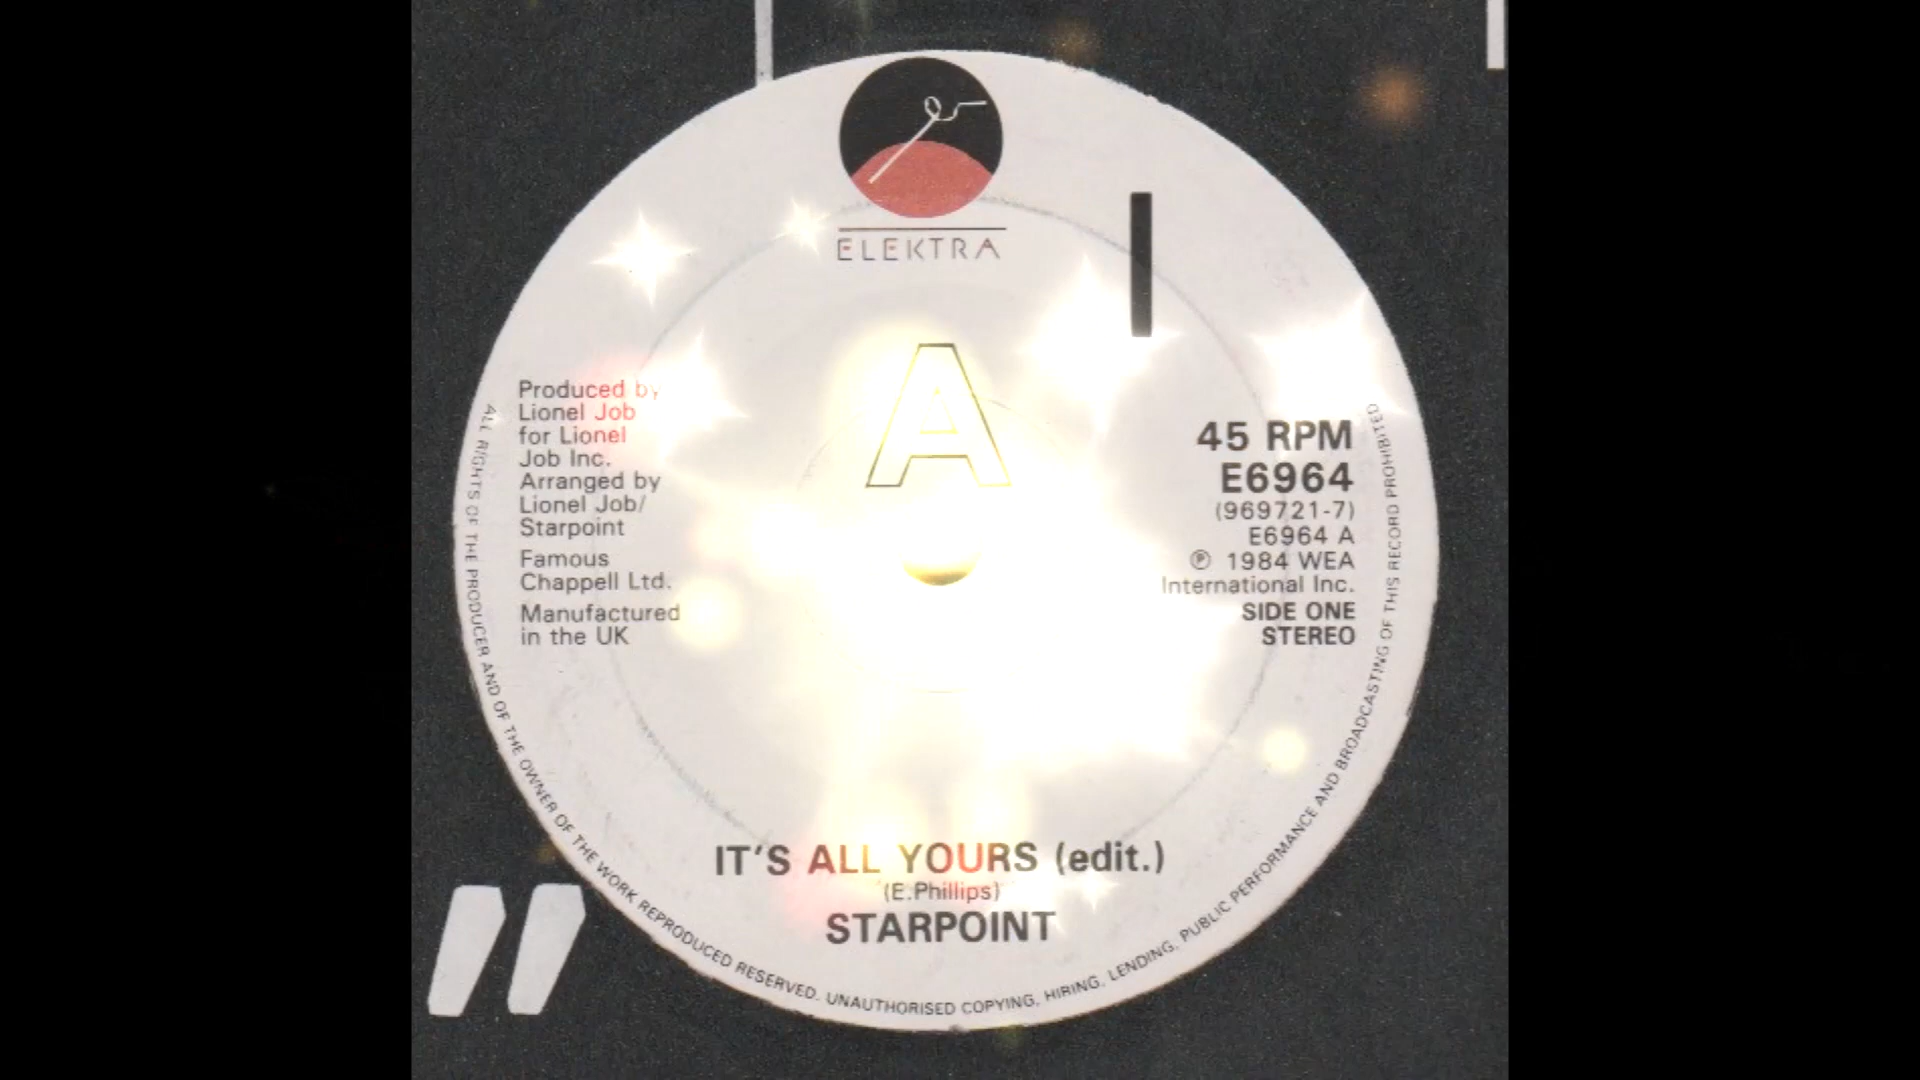 ELEKTRA
A
Produced by
Lionel Job
for Lionel
Job Inc.
Arranged by
Lionel Job/
Starpoint
Famous
Chappell Ltd.
Manufactured
in the UK
45 RPM
E6964
(969721-7)
E6964 A
℗ 1984 WEA
International Inc.
SIDE ONE
STEREO
IT'S ALL YOURS (edit.)
(E.Phillips)
STARPOINT
ALL RIGHTS OF THE PRODUCER AND OF THE OWNER OF THE WORK REPRODUCED RESERVED. UNAUTHORISED COPYING, HIRING, LENDING, PUBLIC PERFORMANCE AND BROADCASTING OF THIS RECORD PROHIBITED